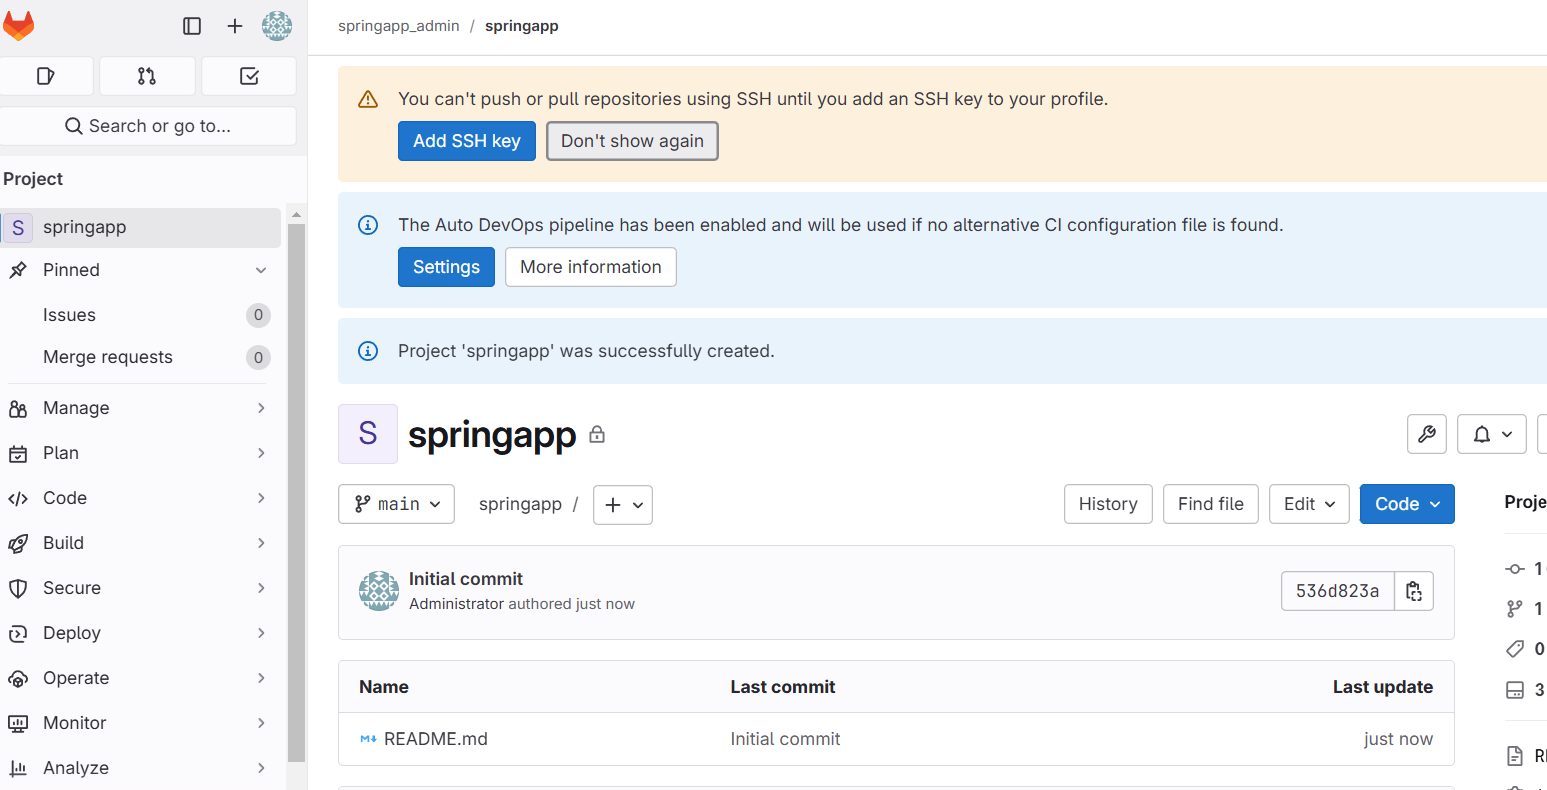 springapp_admin / springapp
Search or go to...
Project
S springapp
Pinned
Issues 0
Merge requests 0
Manage
Plan
Code
Build
Secure
Deploy
Operate
Monitor
Analyze
You can't push or pull repositories using SSH until you add an SSH key to your profile.
Add SSH key Don't show again
The Auto DevOps pipeline has been enabled and will be used if no alternative CI configuration file is found.
Settings More information
Project 'springapp' was successfully created.
S springapp
main springapp / History Find file Edit Code
Initial commit
Administrator authored just now
536d823a
Name Last commit Last update
README.md Initial commit just now
1
1
0
3